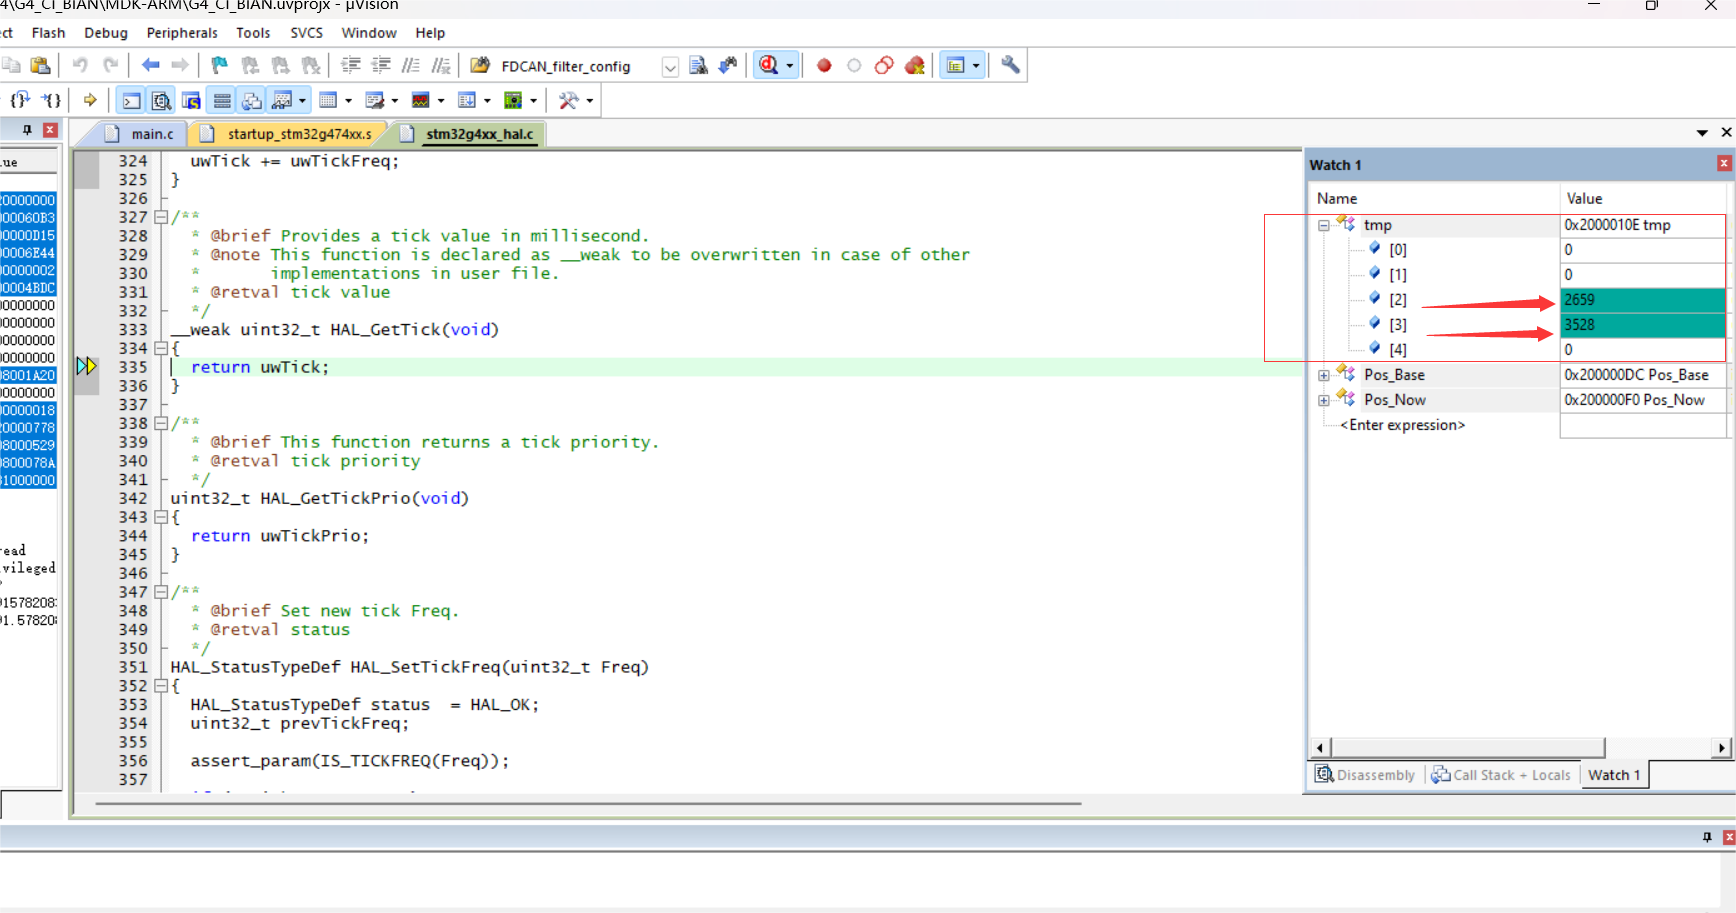 4\G4_CI_BIAN\MDK-ARM\G4_CI_BIAN.uvprojx - µVision
ct Flash Debug Peripherals Tools SVCS Window Help
FDCAN_filter_config
main.c startup_stm32g474xx.s stm32g4xx_hal.c
ue
20000000
000060B3
00000D15
00006E44
00000002
00004BDC
00000000
00000000
00000000
00000000
08001A20
00000000
00000018
20000778
08000529
0800078A
61000000
read
vileged
324 uwTick += uwTickFreq;
325 }
326
327 /**
328 * @brief Provides a tick value in millisecond.
329 * @note This function is declared as __weak to be overwritten in case of other
330 * implementations in user file.
331 * @retval tick value
332 */
333 __weak uint32_t HAL_GetTick(void)
334 {
335 return uwTick;
336 }
337
338 /**
339 * @brief This function returns a tick priority.
340 * @retval tick priority
341 */
342 uint32_t HAL_GetTickPrio(void)
343 {
344 return uwTickPrio;
345 }
346
347 /**
348 * @brief Set new tick Freq.
349 * @retval status
350 */
351 HAL_StatusTypeDef HAL_SetTickFreq(uint32_t Freq)
352 {
353 HAL_StatusTypeDef status = HAL_OK;
354 uint32_t prevTickFreq;
355
356 assert_param(IS_TICKFREQ(Freq));
357
Watch 1
Name Value
tmp 0x2000010E tmp
[0] 0
[1] 0
[2] 2659
[3] 3528
[4] 0
Pos_Base 0x200000DC Pos_Base
Pos_Now 0x200000F0 Pos_Now
<Enter expression>
Disassembly Call Stack + Locals Watch 1